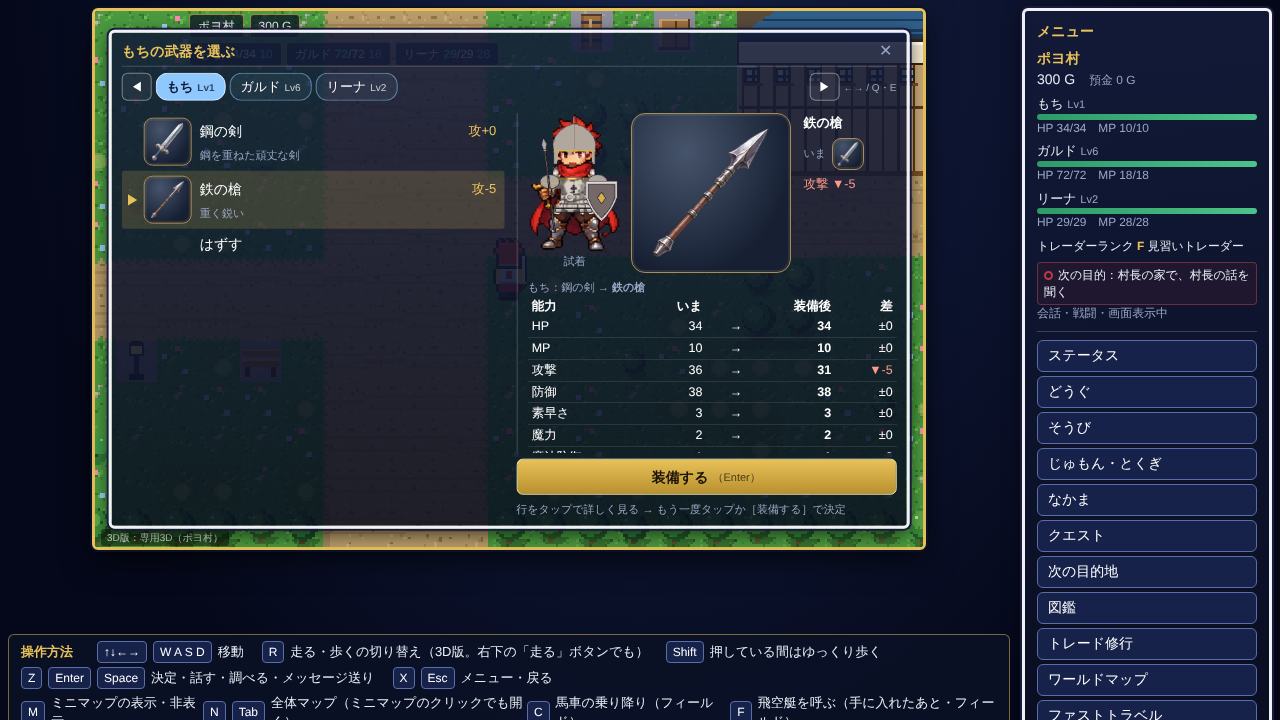 ポヨ村 300 G
もちの武器を選ぶ ×
◀ もち Lv1 ガルド Lv6 リーナ Lv2 ▶ ←→ / Q・E
鋼の剣 攻+0
鋼を重ねた頑丈な剣
鉄の槍 攻-5
重く鋭い
はずす
試着
鉄の槍
いま
攻撃 ▼-5
もち：鋼の剣 → 鉄の槍
能力 いま 装備後 差
HP 34 → 34 ±0
MP 10 → 10 ±0
攻撃 36 → 31 ▼-5
防御 38 → 38 ±0
素早さ 3 → 3 ±0
魔力 2 → 2 ±0
装備する （Enter）
行をタップで詳しく見る → もう一度タップか［装備する］で決定
3D版：専用3D（ポヨ村）
メニュー
ポヨ村
300 G 預金 0 G
もち Lv1
HP 34/34 MP 10/10
ガルド Lv6
HP 72/72 MP 18/18
リーナ Lv2
HP 29/29 MP 28/28
トレーダーランク F 見習いトレーダー
次の目的：村長の家で、村長の話を
聞く
会話・戦闘・画面表示中
ステータス
どうぐ
そうび
じゅもん・とくぎ
なかま
クエスト
次の目的地
図鑑
トレード修行
ワールドマップ
ファストトラベル
操作方法 ↑↓←→ W A S D 移動 R 走る・歩くの切り替え（3D版。右下の「走る」ボタンでも） Shift 押している間はゆっくり歩く
Z Enter Space 決定・話す・調べる・メッセージ送り X Esc メニュー・戻る
M ミニマップの表示・非表 N Tab 全体マップ（ミニマップのクリックでも開 C 馬車の乗り降り（フィール F 飛空艇を呼ぶ（手に入れたあと・フィー